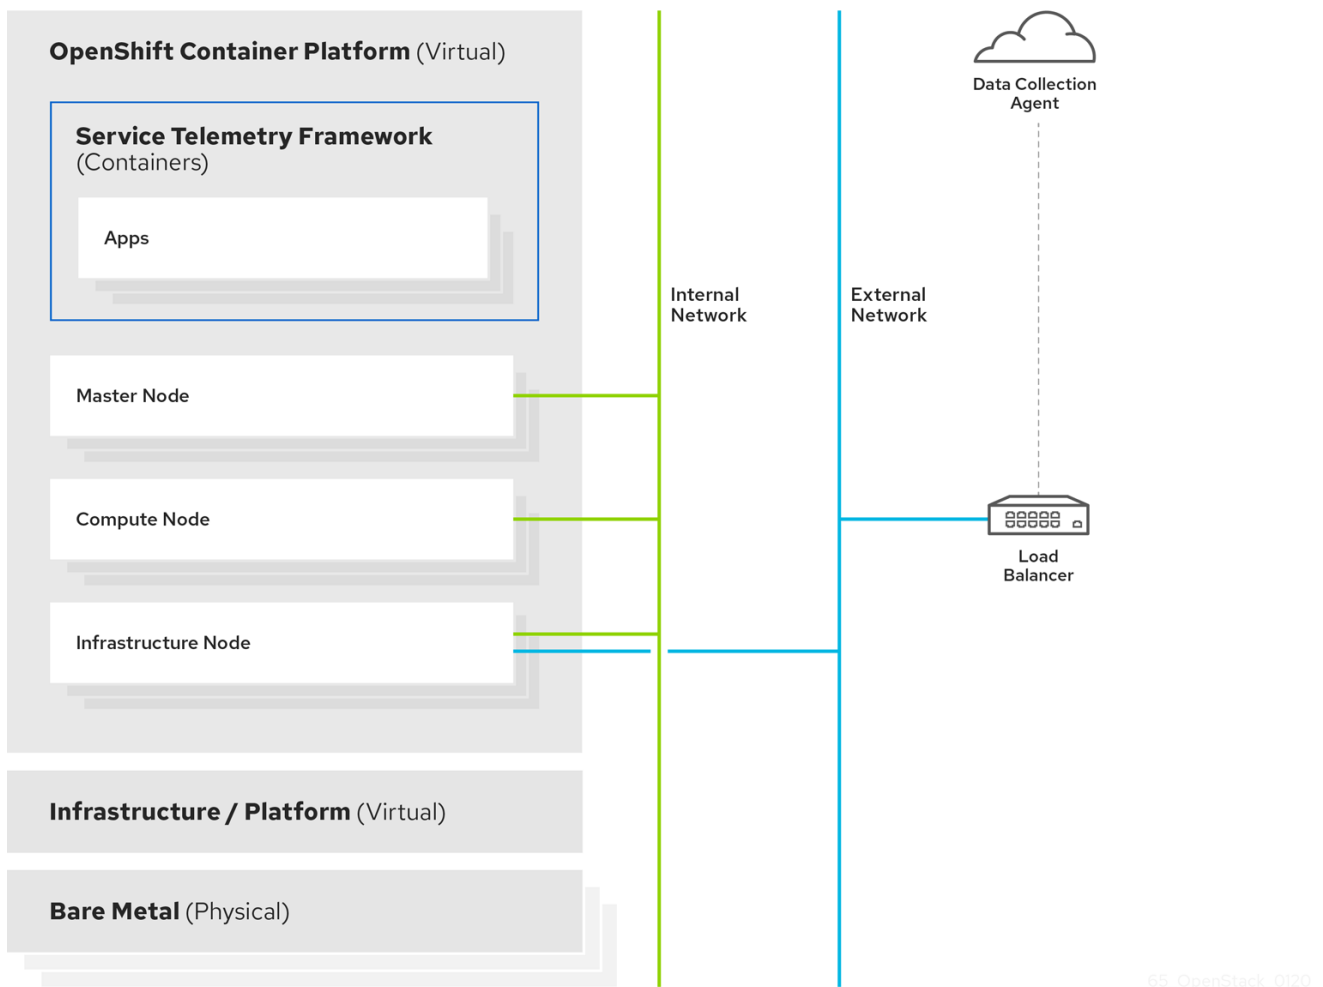 OpenShift Container Platform (Virtual)
Service Telemetry Framework
(Containers)
Apps
Master Node
Compute Node
Infrastructure Node
Infrastructure / Platform (Virtual)
Bare Metal (Physical)
Internal
Network
External
Network
Data Collection
Agent
Load
Balancer
65_OpenStack_0120